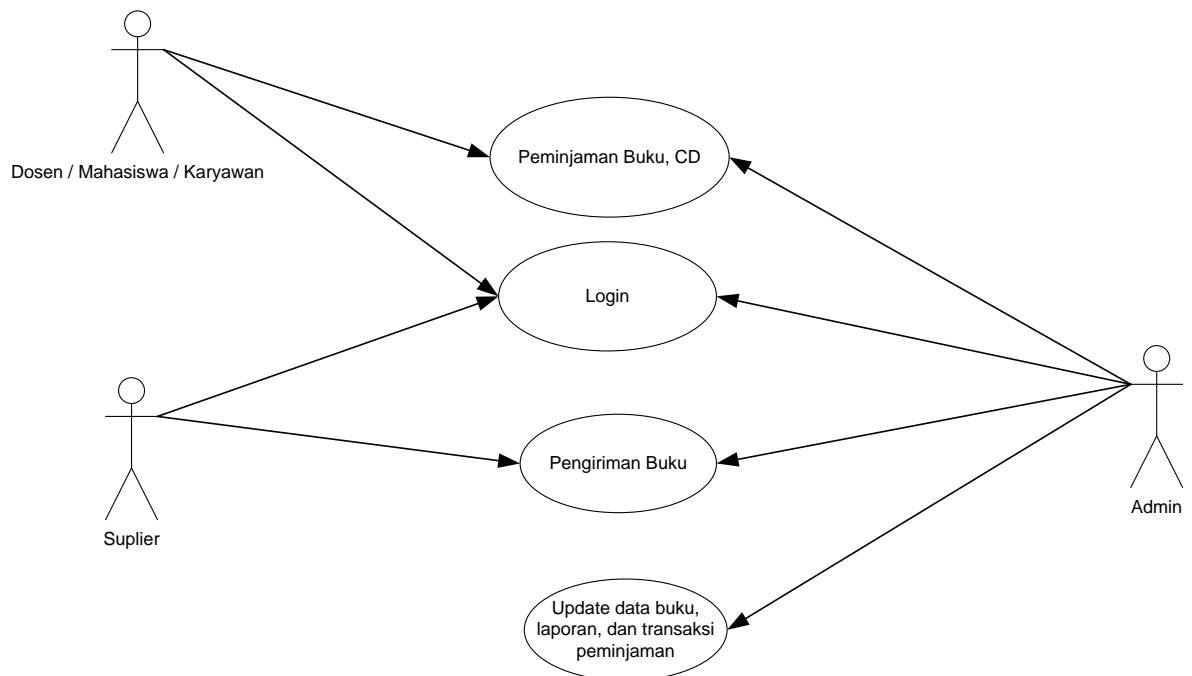 Dosen / Mahasiswa / Karyawan
Peminjaman Buku, CD
Login
Suplier
Pengiriman Buku
Admin
Update data buku,
laporan, dan transaksi
peminjaman